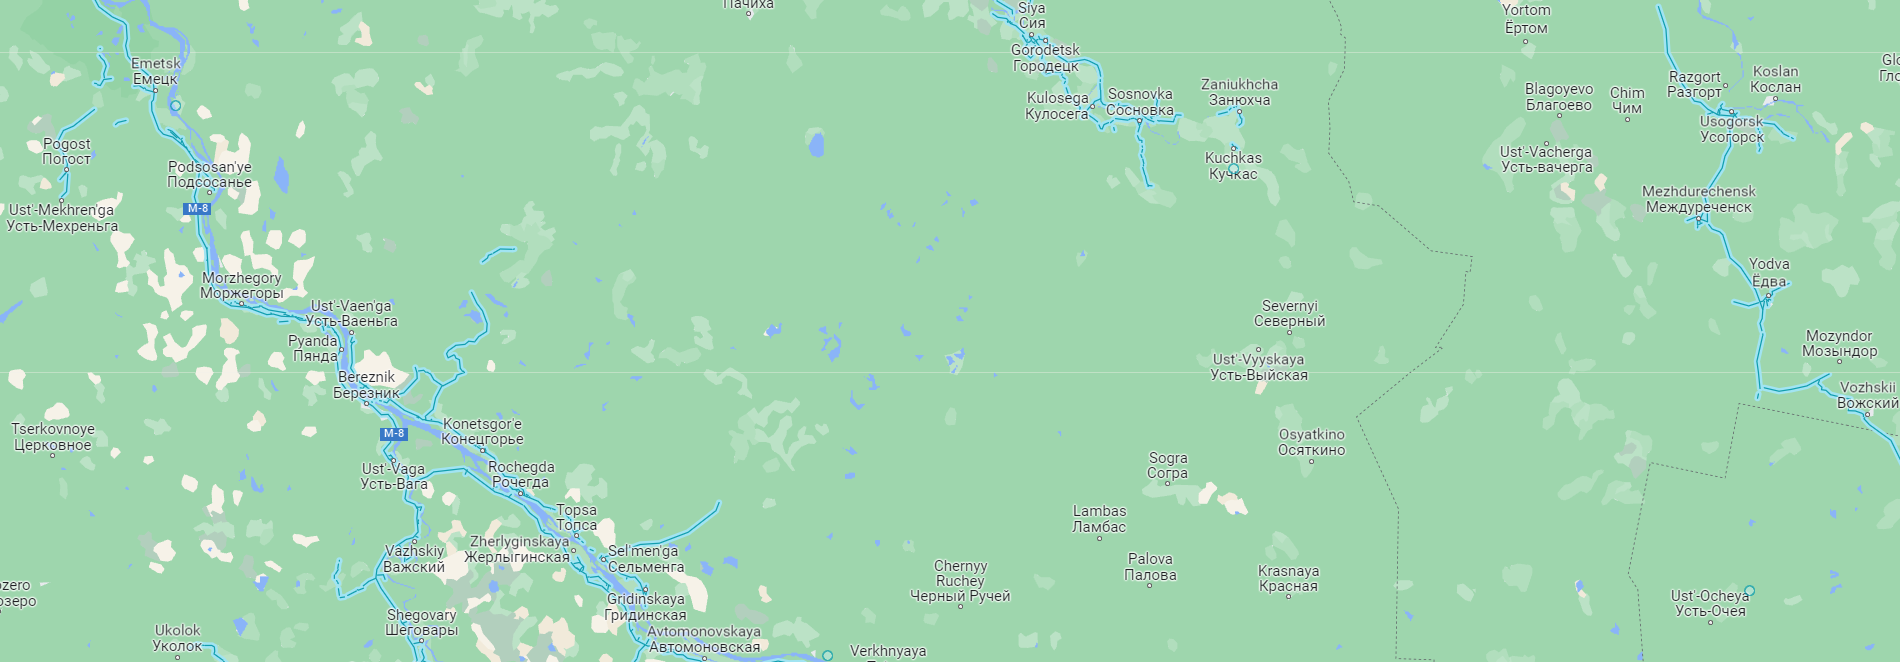 Пачиха
Siya
Сия
Gorodetsk
Городецк
Yortom
Ёртом
Emetsk
Емецк
Kulosega
Кулосега
Sosnovka
Сосновка
Zaniukhcha
Занюхча
Blagoyevo
Благоево
Chim
Чим
Razgort
Разгорт
Koslan
Кослан
Usogorsk
Усогорск
Pogost
Погост
Podsosan'ye
Подсосанье
Kuchkas
Кучкас
Ust'-Vacherga
Усть-вачерга
M-8
Ust'-Mekhren'ga
Усть-Мехреньга
Mezhdurechensk
Междуреченск
Morzhegory
Моржегоры
Yodva
Ёдва
Ust'-Vaen'ga
Усть-Ваеньга
Severnyi
Северный
Pyanda
Пянда
Mozyndor
Мозындор
Ust'-Vyyskaya
Усть-Выйская
Bereznik
Березник
Vozhskii
Вожский
M-8
Tserkovnoye
Церковное
Konetsgor'e
Конецгорье
Osyatkino
Осяткино
Ust'-Vaga
Усть-Вага
Rochegda
Рочегда
Sogra
Согра
Topsa
Топса
Lambas
Ламбас
Vazhskiy
Важский
Zherlyginskaya
Жерлыгинская
Sel'men'ga
Сельменга
Chernyy
Ruchey
Черный Ручей
Palova
Палова
Krasnaya
Красная
Gridinskaya
Гридинская
Ust'-Ocheya
Усть-Очея
Shegovary
Шеговары
Ukolok
Уколок
Avtomonovskaya
Автомоновская
Verkhnyaya